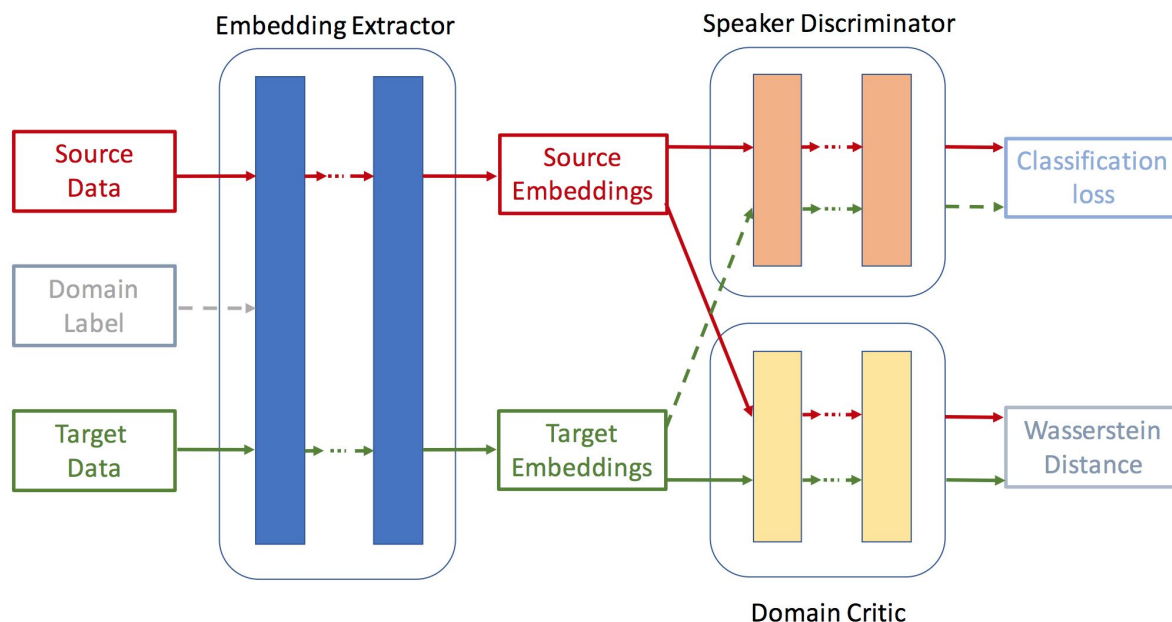 Embedding Extractor
Speaker Discriminator
Source
Data
Source
Embeddings
Classification
loss
Domain
Label
Target
Data
Target
Embeddings
Wasserstein
Distance
Domain Critic